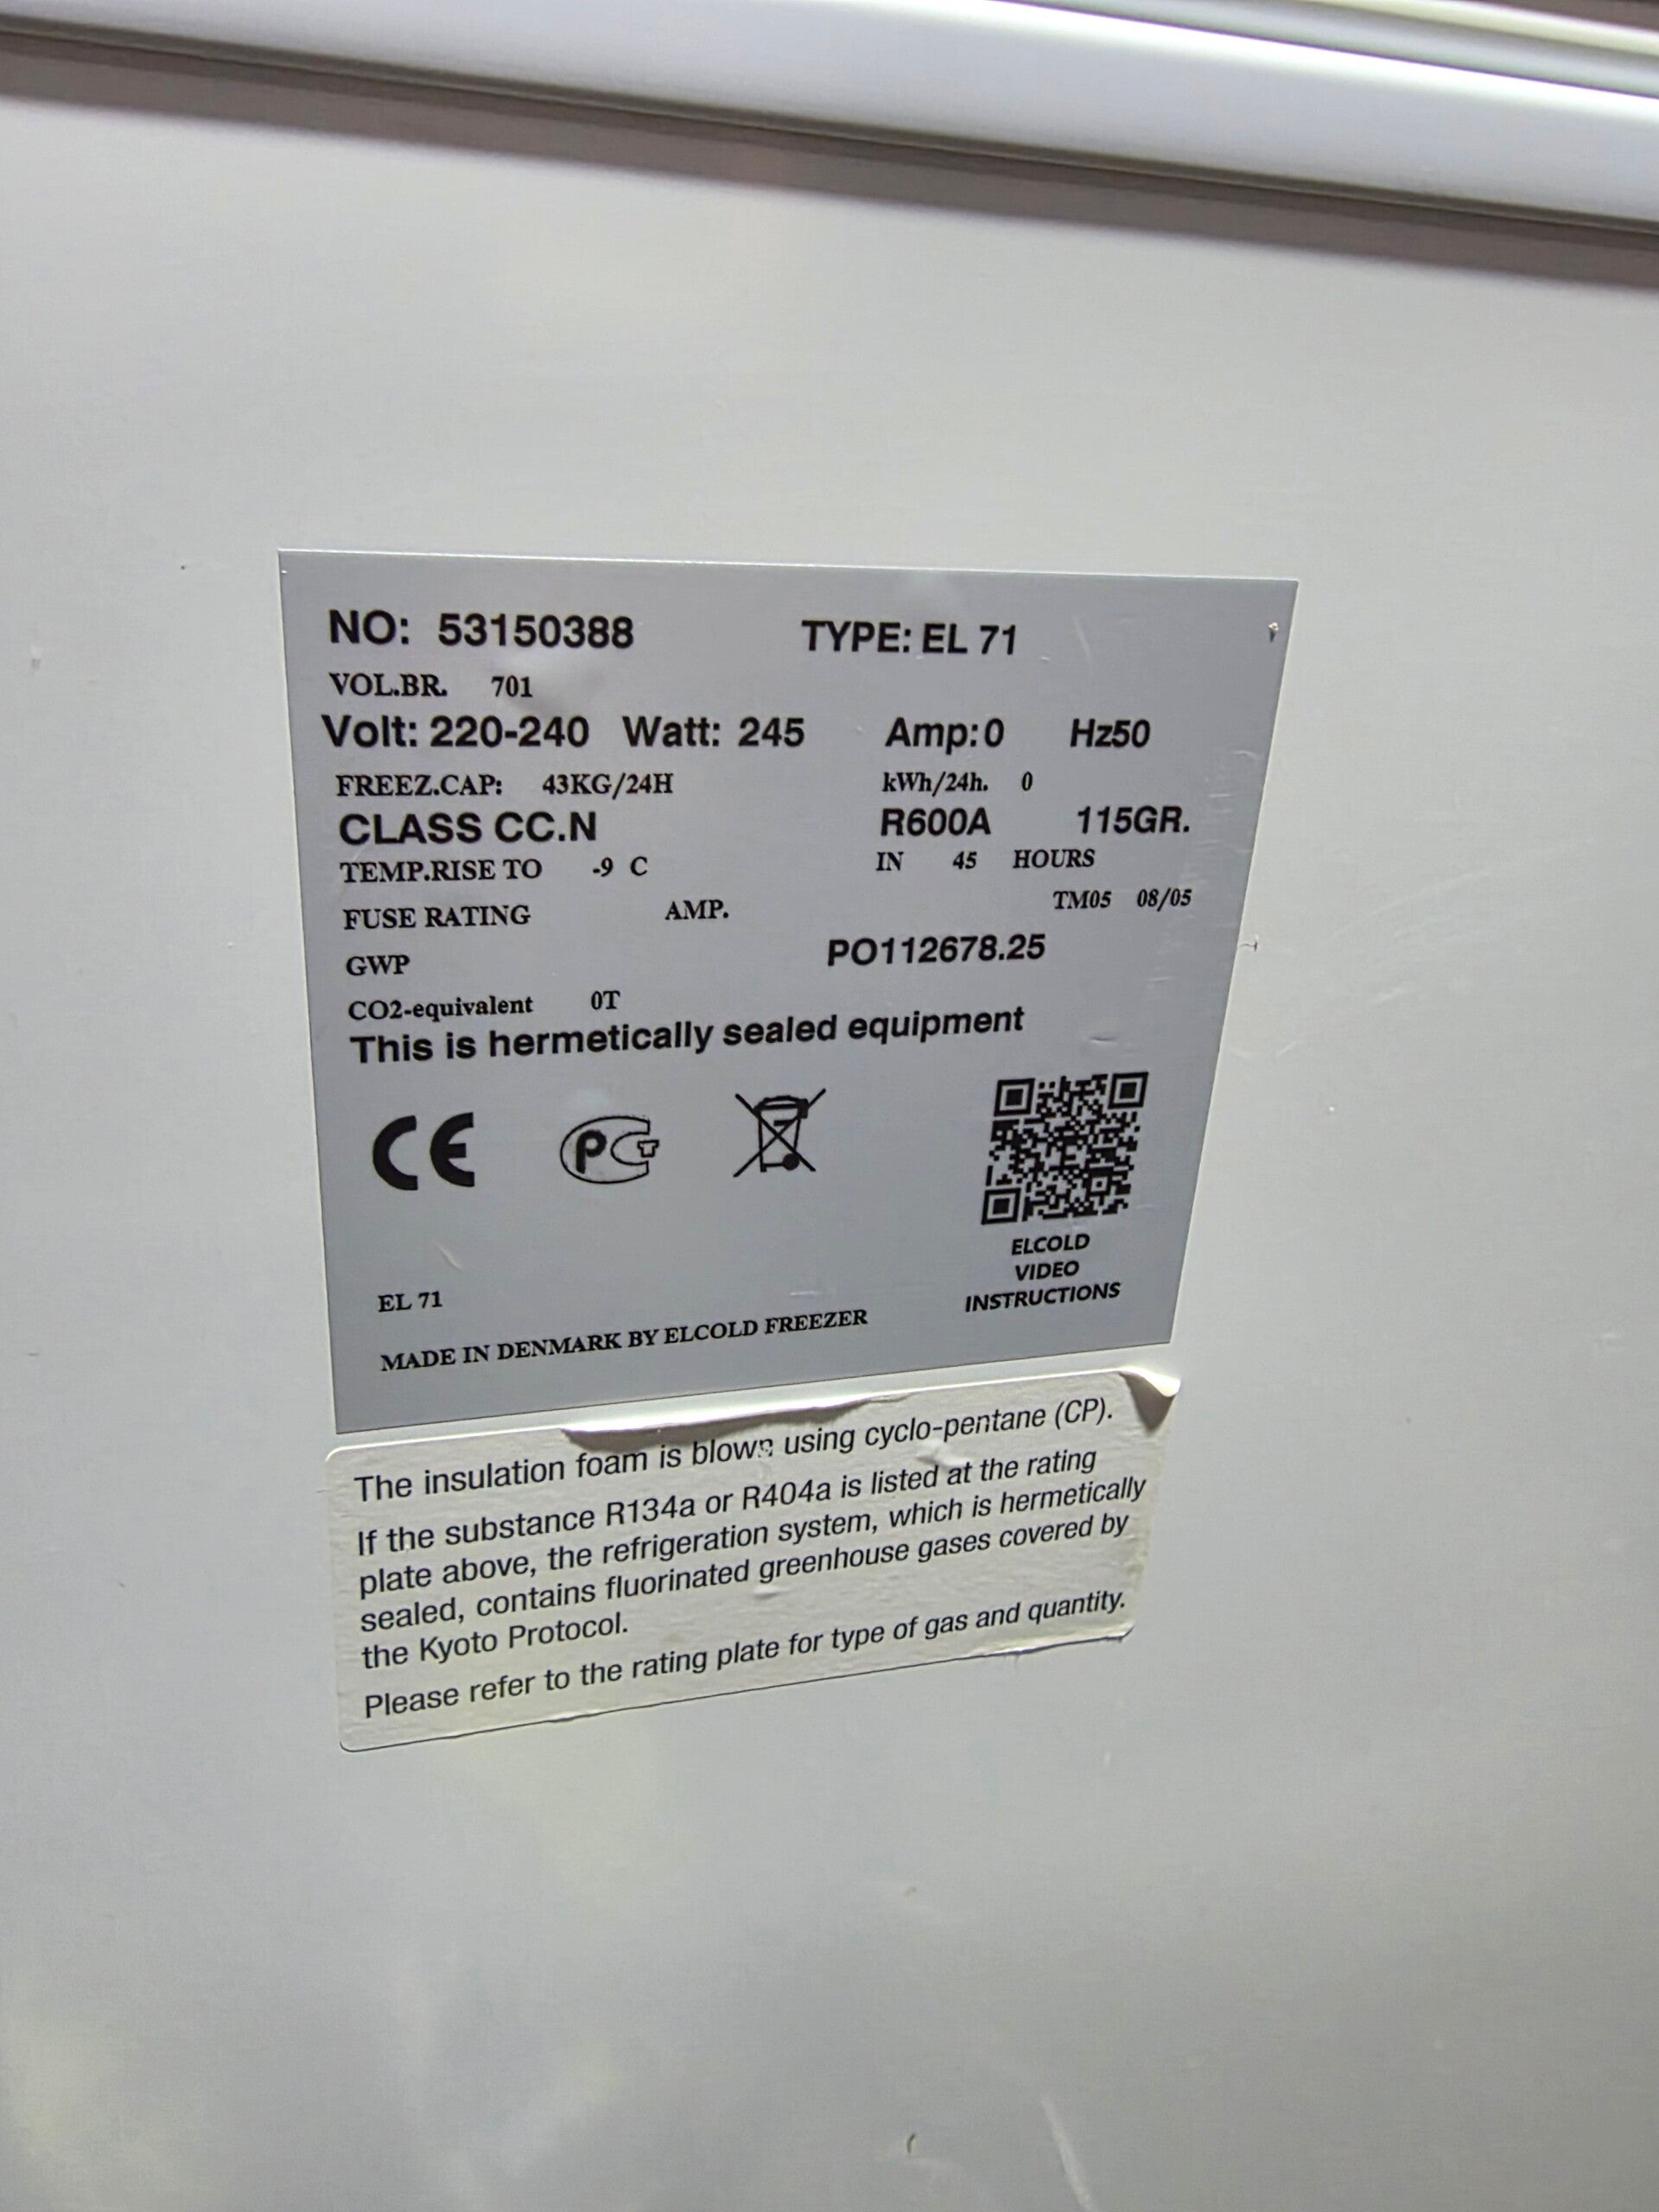 NO: 53150388 TYPE: EL 71
VOL.BR. 701
Volt: 220-240 Watt: 245 Amp:0 Hz50
FREEZ.CAP: 43KG/24H kWh/24h. 0
CLASS CC.N R600A 115GR.
TEMP.RISE TO -9 C IN 45 HOURS
FUSE RATING AMP. TM05 08/05
GWP PO112678.25
CO2-equivalent 0T
This is hermetically sealed equipment
CE PCT
ELCOLD
VIDEO
INSTRUCTIONS
EL 71
MADE IN DENMARK BY ELCOLD FREEZER
The insulation foam is blown using cyclo-pentane (CP).
If the substance R134a or R404a is listed at the rating
plate above, the refrigeration system, which is hermetically
sealed, contains fluorinated greenhouse gases covered by
the Kyoto Protocol.
Please refer to the rating plate for type of gas and quantity.